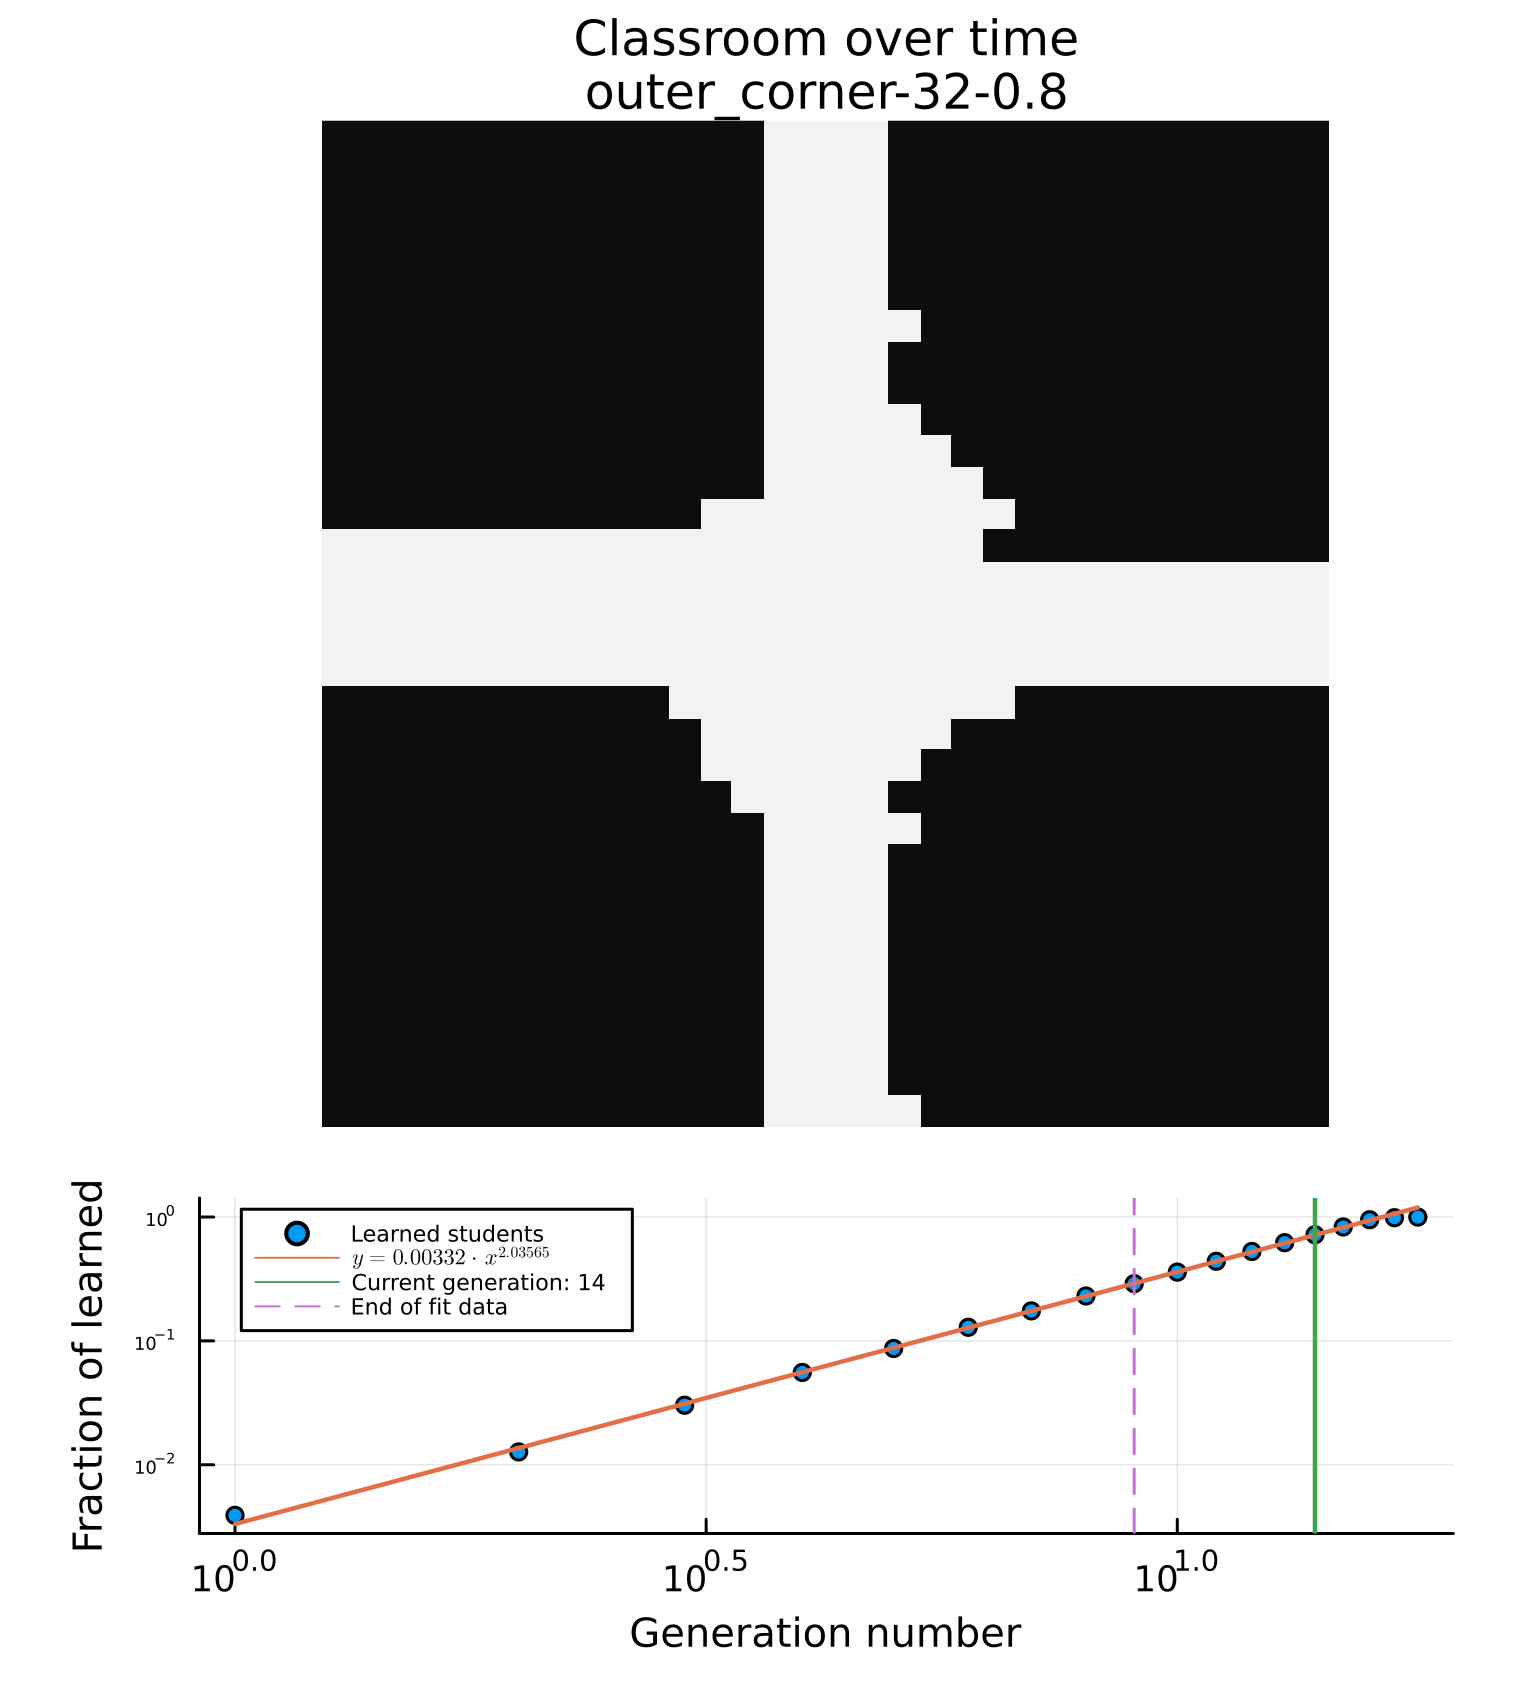 Classroom over time
outer_corner-32-0.8
Fraction of learned
10⁰
10⁻¹
10⁻²
Learned students
y = 0.00332 · x^{2.03565}
Current generation: 14
End of fit data
10^{0.0}
10^{0.5}
10^{1.0}
Generation number